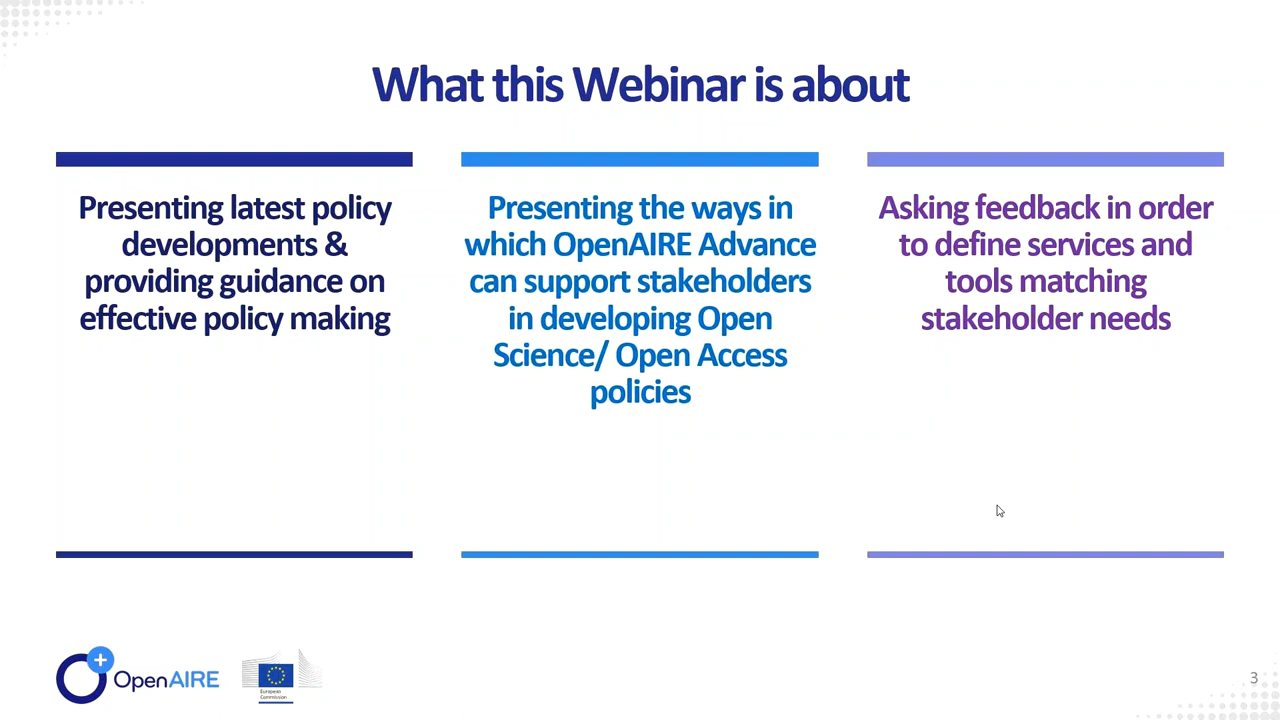 What this Webinar is about
Presenting latest policy
developments &
providing guidance on
effective policy making
Presenting the ways in
which OpenAIRE Advance
can support stakeholders
in developing Open
Science/ Open Access
policies
Asking feedback in order
to define services and
tools matching
stakeholder needs
OpenAIRE
European
Commission
3